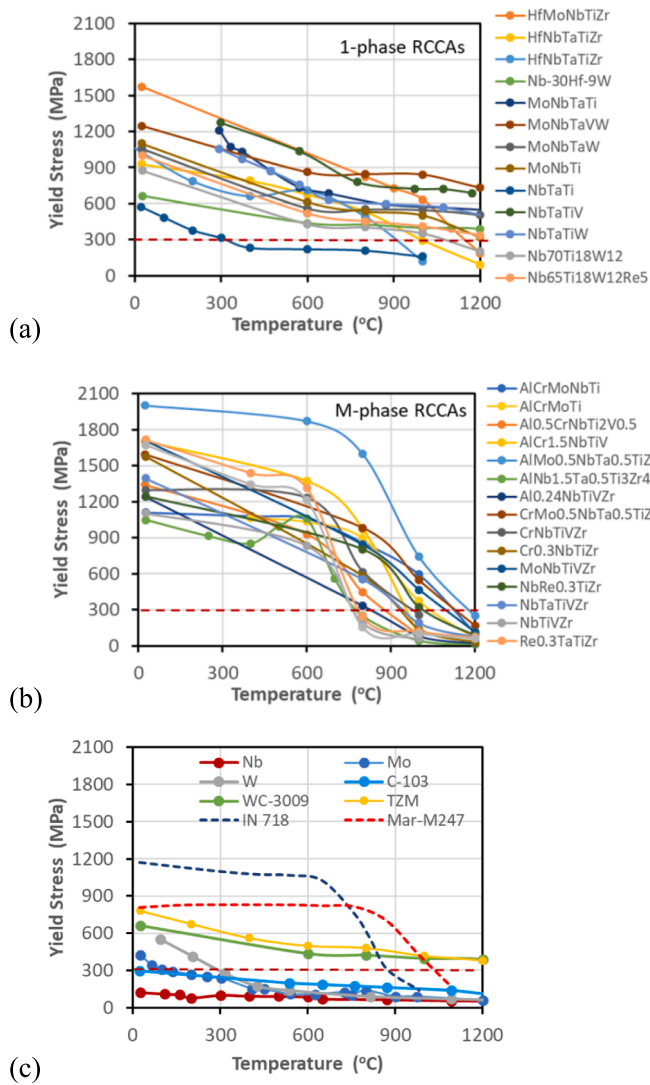 2100
1-phase RCCAs
1800
1500
1200
900
600
300
0
Yield Stress (MPa)
0 300 600 900 1200
Temperature (°C)
HfMoNbTiZr
HfNbTaTiZr
HfNbTaTiZr
Nb-30Hf-9W
MoNbTaTi
MoNbTaVW
MoNbTaW
MoNbTi
NbTaTi
NbTaTiV
NbTaTiW
Nb70Ti18W12
Nb65Ti18W12Re5
(a)
2100
M-phase RCCAs
1800
1500
1200
900
600
300
0
Yield Stress (MPa)
0 300 600 900 1200
Temperature (°C)
AlCrMoNbTi
AlCrMoTi
Al0.5CrNbTi2V0.5
AlCr1.5NbTiV
AlMo0.5NbTa0.5TiZ
AlNb1.5Ta0.5Ti3Zr4
Al0.24NbTiVZr
CrMo0.5NbTa0.5TiZ
CrNbTiVZr
Cr0.3NbTiZr
MoNbTiVZr
NbRe0.3TiZr
NbTaTiVZr
NbTiVZr
Re0.3TaTiZr
(b)
2100
1800
1500
1200
900
600
300
0
Yield Stress (MPa)
Nb Mo
W C-103
WC-3009 TZM
IN 718 Mar-M247
0 300 600 900 1200
Temperature (°C)
(c)